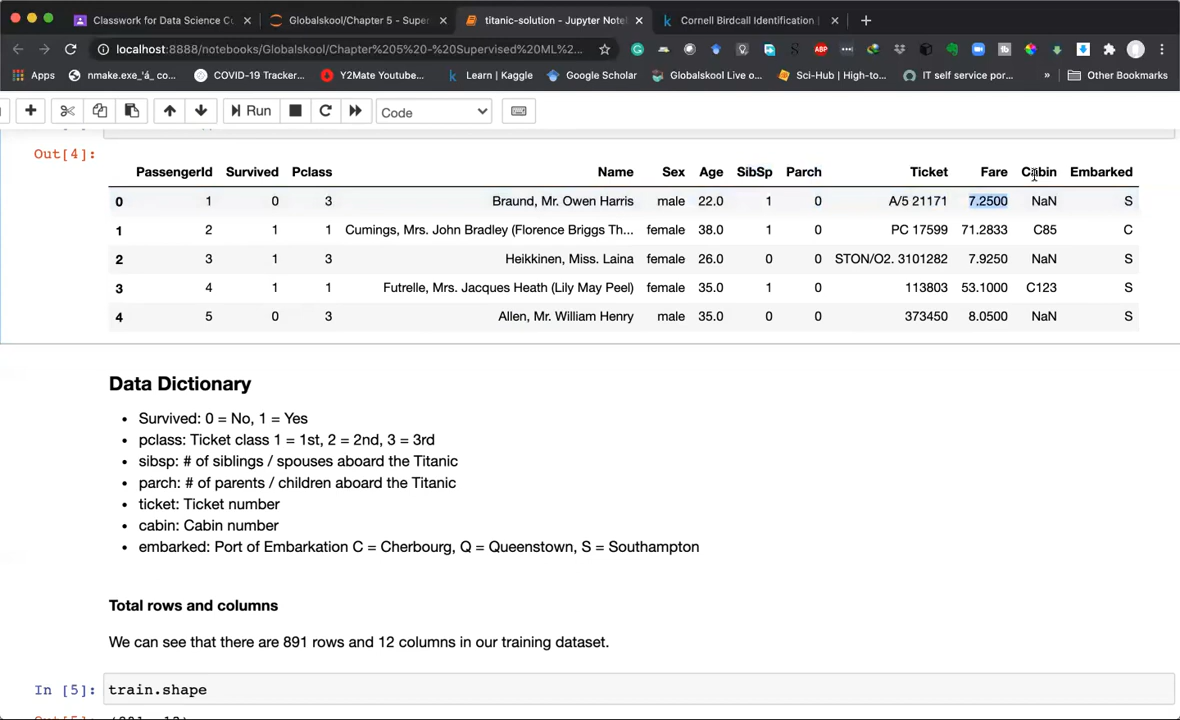 Classwork for Data Science Co
Globalskool/Chapter 5 - Super
titanic-solution - Jupyter Noteb
Cornell Birdcall Identification
localhost:8888/notebooks/Globalskool/Chapter%205%20-%20Supervised%20ML%2...
Apps nmake.exe_'á_ co... COVID-19 Tracker... Y2Mate Youtube... Learn | Kaggle Google Scholar Globalskool Live o... Sci-Hub | High-to... IT self service por... » Other Bookmarks
Run Code
Out[4]:
PassengerId Survived Pclass Name Sex Age SibSp Parch Ticket Fare Cabin Embarked
0 1 0 3 Braund, Mr. Owen Harris male 22.0 1 0 A/5 21171 7.2500 NaN S
1 2 1 1 Cumings, Mrs. John Bradley (Florence Briggs Th... female 38.0 1 0 PC 17599 71.2833 C85 C
2 3 1 3 Heikkinen, Miss. Laina female 26.0 0 0 STON/O2. 3101282 7.9250 NaN S
3 4 1 1 Futrelle, Mrs. Jacques Heath (Lily May Peel) female 35.0 1 0 113803 53.1000 C123 S
4 5 0 3 Allen, Mr. William Henry male 35.0 0 0 373450 8.0500 NaN S
Data Dictionary
• Survived: 0 = No, 1 = Yes
• pclass: Ticket class 1 = 1st, 2 = 2nd, 3 = 3rd
• sibsp: # of siblings / spouses aboard the Titanic
• parch: # of parents / children aboard the Titanic
• ticket: Ticket number
• cabin: Cabin number
• embarked: Port of Embarkation C = Cherbourg, Q = Queenstown, S = Southampton
Total rows and columns
We can see that there are 891 rows and 12 columns in our training dataset.
In [5]: train.shape